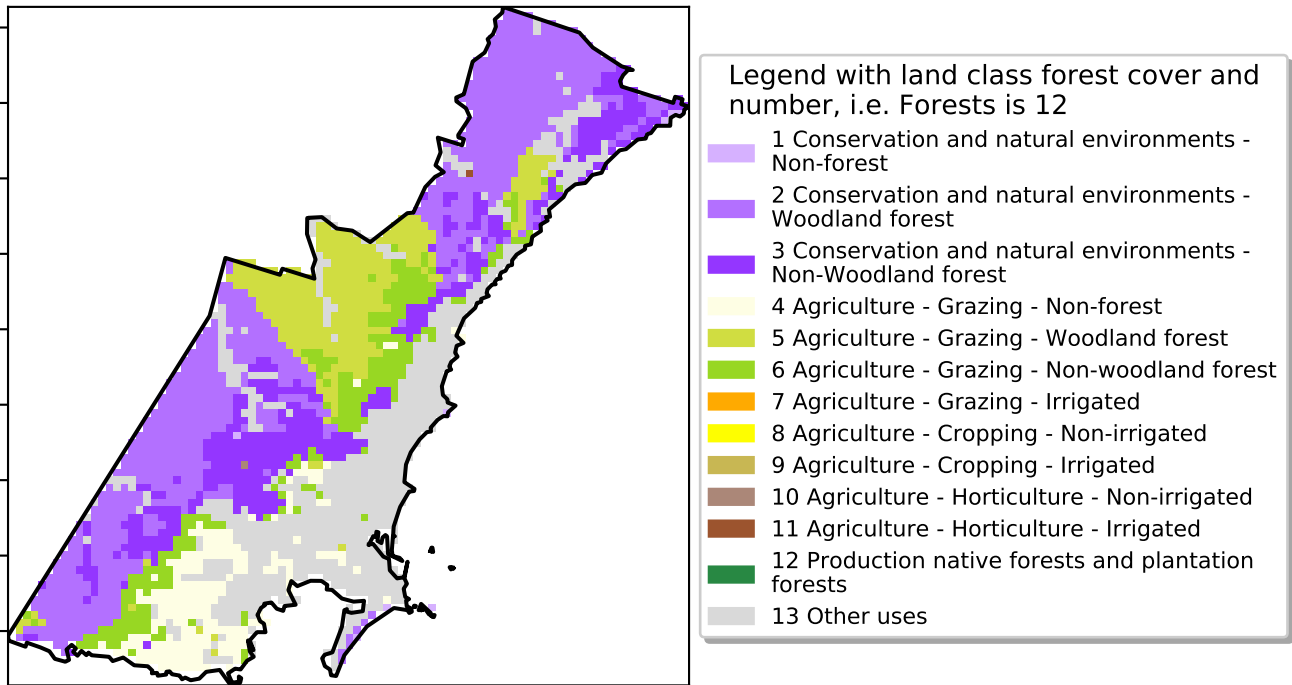 Legend with land class forest cover and
number, i.e. Forests is 12
1 Conservation and natural environments -
Non-forest
2 Conservation and natural environments -
Woodland forest
3 Conservation and natural environments -
Non-Woodland forest
4 Agriculture - Grazing - Non-forest
5 Agriculture - Grazing - Woodland forest
6 Agriculture - Grazing - Non-woodland forest
7 Agriculture - Grazing - Irrigated
8 Agriculture - Cropping - Non-irrigated
9 Agriculture - Cropping - Irrigated
10 Agriculture - Horticulture - Non-irrigated
11 Agriculture - Horticulture - Irrigated
12 Production native forests and plantation
forests
13 Other uses